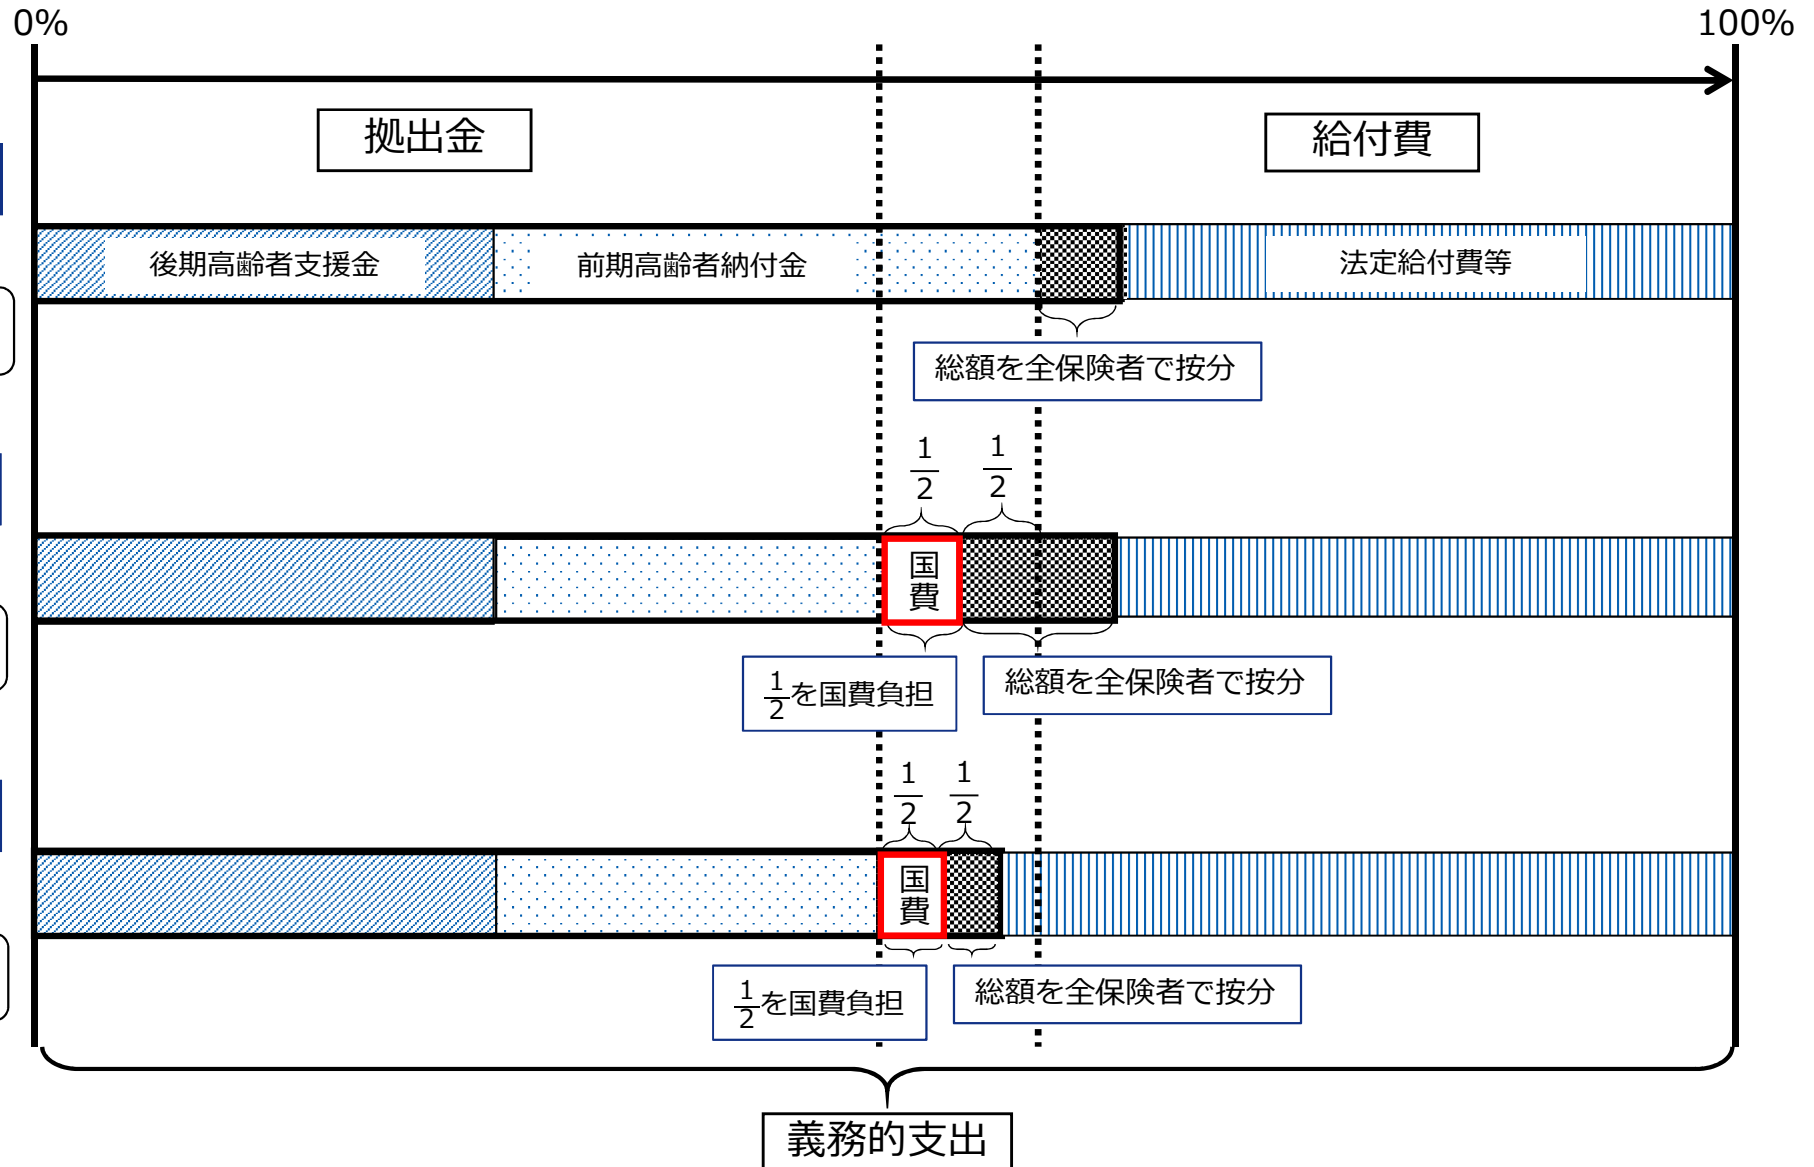 0%
100%
拠出金
給付費
後期高齢者支援金
前期高齢者納付金
法定給付費等
総額を全保険者で按分
1/2
1/2
国費
1/2を国費負担
総額を全保険者で按分
1/2
1/2
国費
1/2を国費負担
総額を全保険者で按分
義務的支出